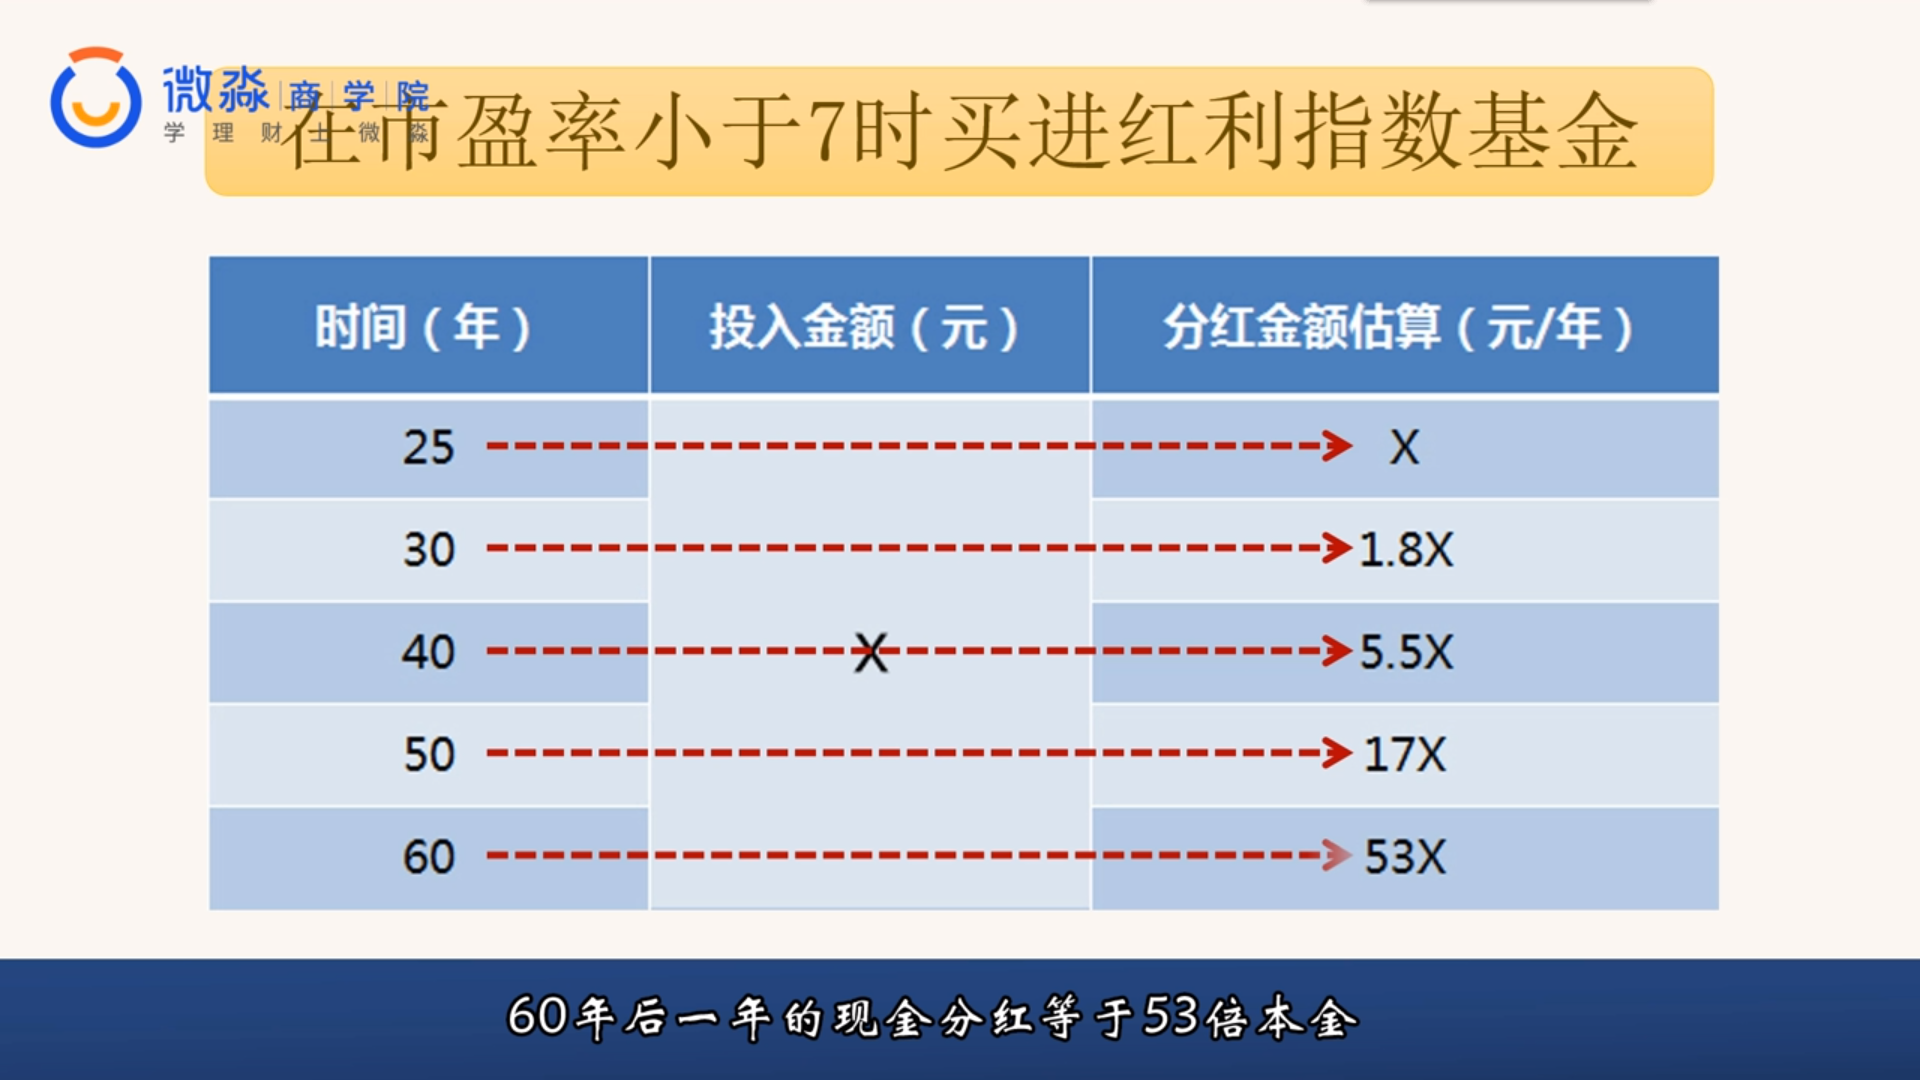 微淼 商 学 院
学 理 财 上 微 淼
在市盈率小于7时买进红利指数基金
时间（年） 投入金额（元） 分红金额估算（元/年）
25 X
30 1.8X
40 X 5.5X
50 17X
60 53X
60年后一年的现金分红等于53倍本金